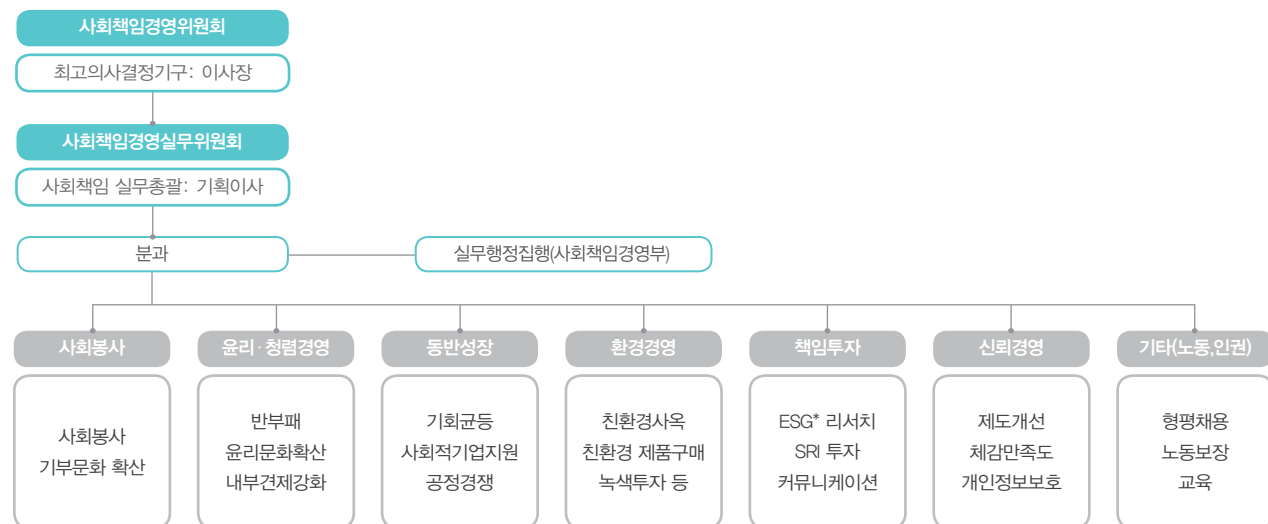 사회책임경영위원회
최고의사결정기구: 이사장
사회책임경영실무위원회
사회책임 실무총괄: 기획이사
분과
실무행정집행(사회책임경영부)
사회봉사
사회봉사
기부문화 확산
윤리·청렴경영
반부패
윤리문화확산
내부견제강화
동반성장
기회균등
사회적기업지원
공정경쟁
환경경영
친환경사옥
친환경 제품구매
녹색투자 등
책임투자
ESG* 리서치
SRI 투자
커뮤니케이션
신뢰경영
제도개선
체감만족도
개인정보보호
기타(노동,인권)
형평채용
노동보장
교육